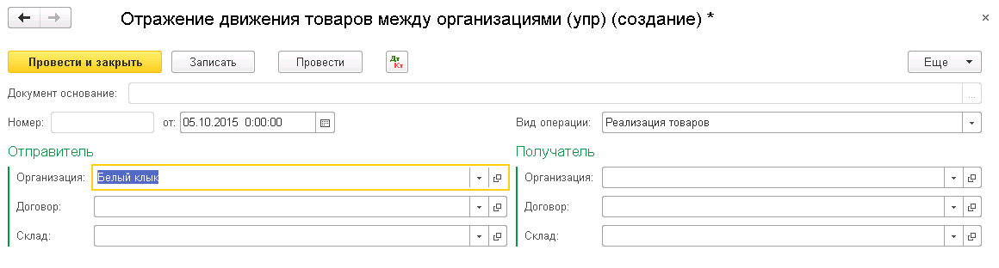 Отражение движения товаров между организациями (упр) (создание) *
Провести и закрыть Записать Провести Дт Кт Еще
Документ основание:
Номер: от: 05.10.2015 0:00:00 Вид операции: Реализация товаров
Отправитель Получатель
Организация: Белый клык Организация:
Договор: Договор:
Склад: Склад: